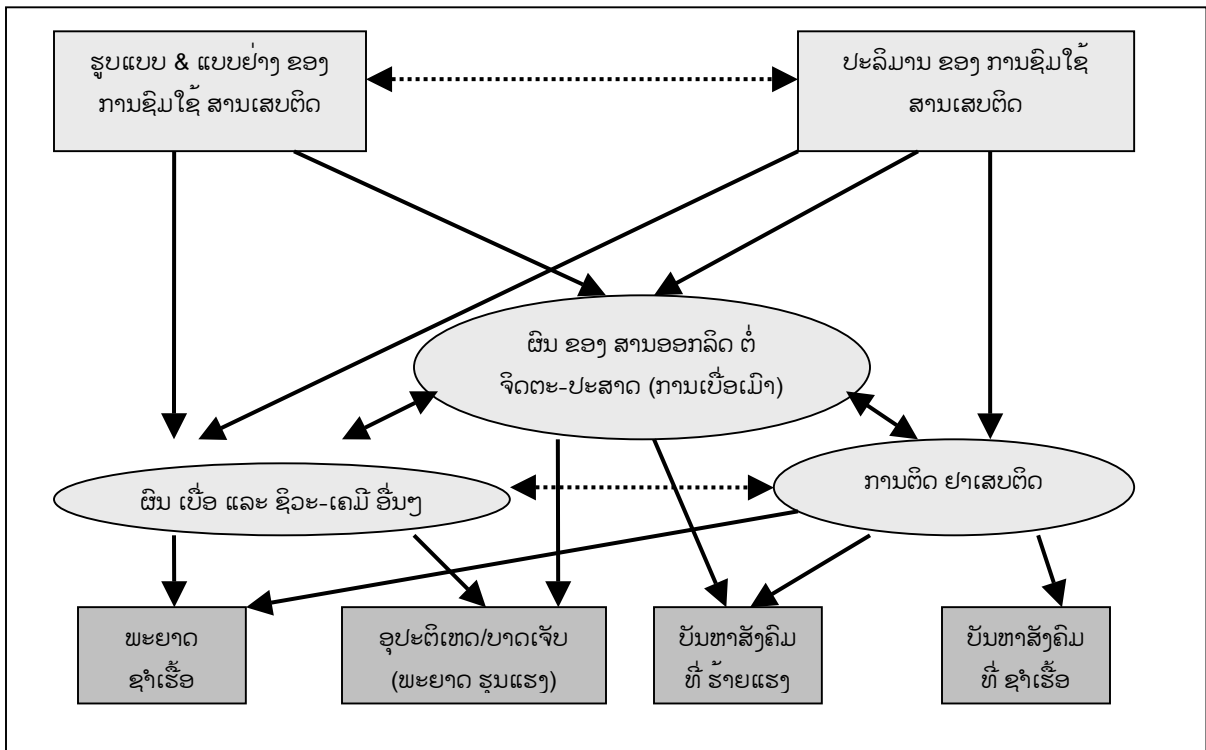 ຮູບແບບ & ແບບຢ່າງ ຂອງ
ການຊົມໃຊ້ ສານເສບຕິດ
ປະລິມານ ຂອງ ການຊົມໃຊ້
ສານເສບຕິດ
ຜົນ ຂອງ ສານອອກລິດ ຕໍ່
ຈິດຕະ-ປະສາດ (ການເບື່ອເມົາ)
ຜົນ ເບື່ອ ແລະ ຊິວະ-ເຄມີ ອື່ນໆ
ການຕິດ ຢາເສບຕິດ
ພະຍາດ
ຊຳເຮື້ອ
ອຸປະຕິເຫດ/ບາດເຈັບ
(ພະຍາດ ຮຸນແຮງ)
ບັນຫາສັງຄົມ
ທີ່ ຮ້າຍແຮງ
ບັນຫາສັງຄົມ
ທີ່ ຊຳເຮື້ອ